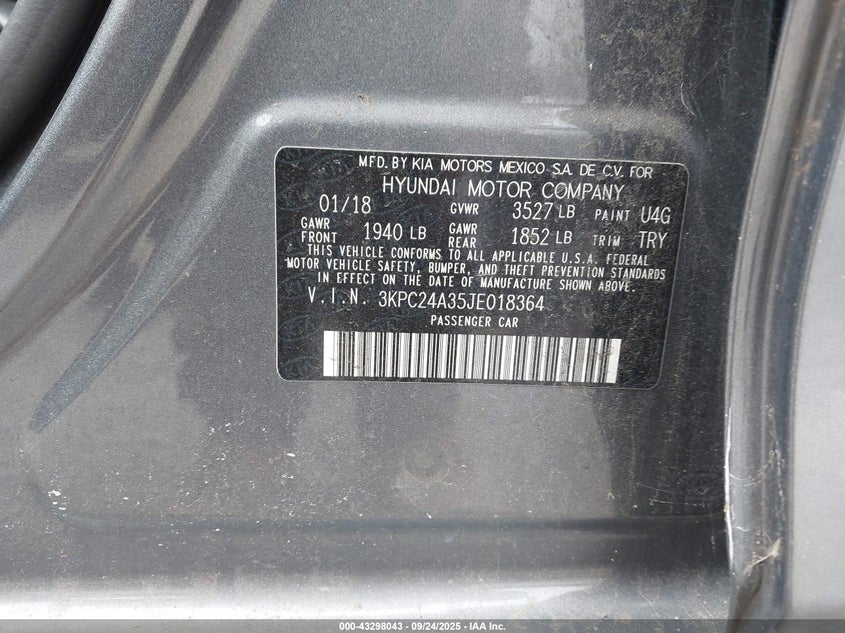 MFD. BY KIA MOTORS MEXICO S.A. DE C.V. FOR
HYUNDAI MOTOR COMPANY
01/18 GVWR 3527 LB PAINT U4G
GAWR FRONT 1940 LB GAWR REAR 1852 LB TRIM TRY
THIS VEHICLE CONFORMS TO ALL APPLICABLE U.S.A. FEDERAL
MOTOR VEHICLE SAFETY, BUMPER, AND THEFT PREVENTION STANDARDS
IN EFFECT ON THE DATE OF MANUFACTURE SHOWN ABOVE.
V.I.N. 3KPC24A35JE018364
PASSENGER CAR
000-43298043 - 09/24/2025 - IAA Inc.